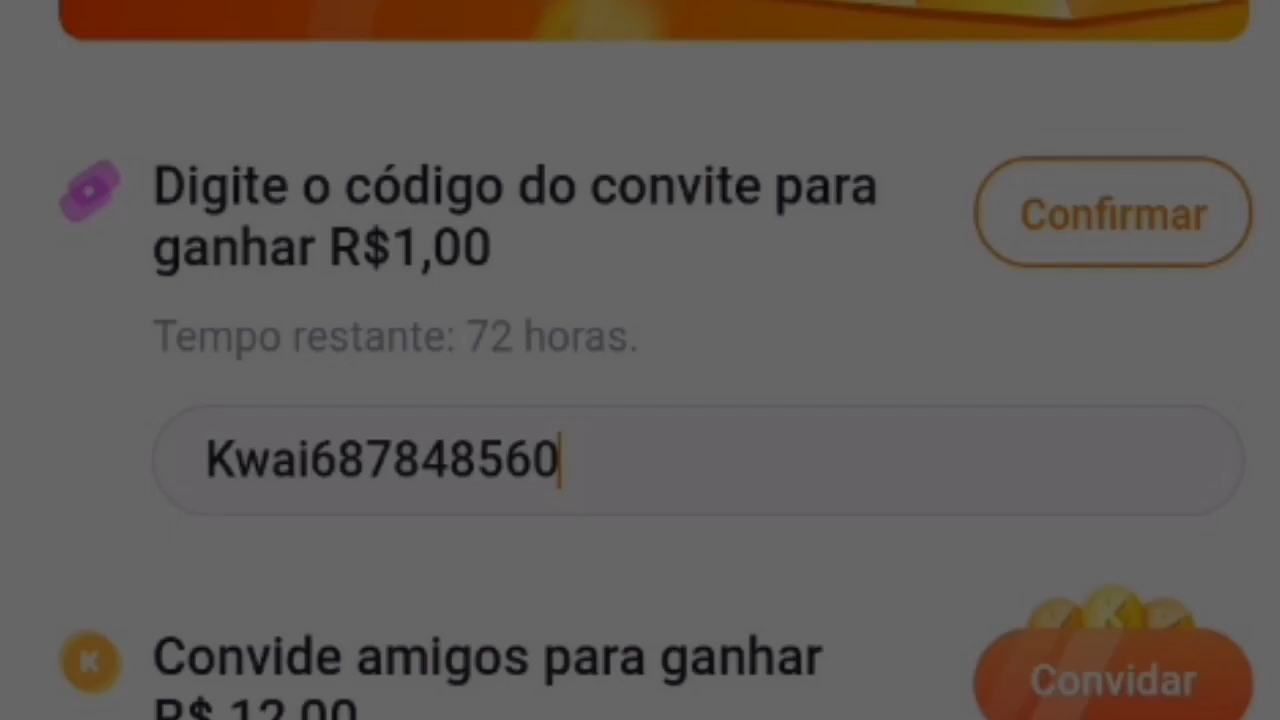 Digite o código do convite para
ganhar R$1,00
Confirmar
Tempo restante: 72 horas.
Kwai687848560
K
Convide amigos para ganhar
R$ 12,00
K
Convidar